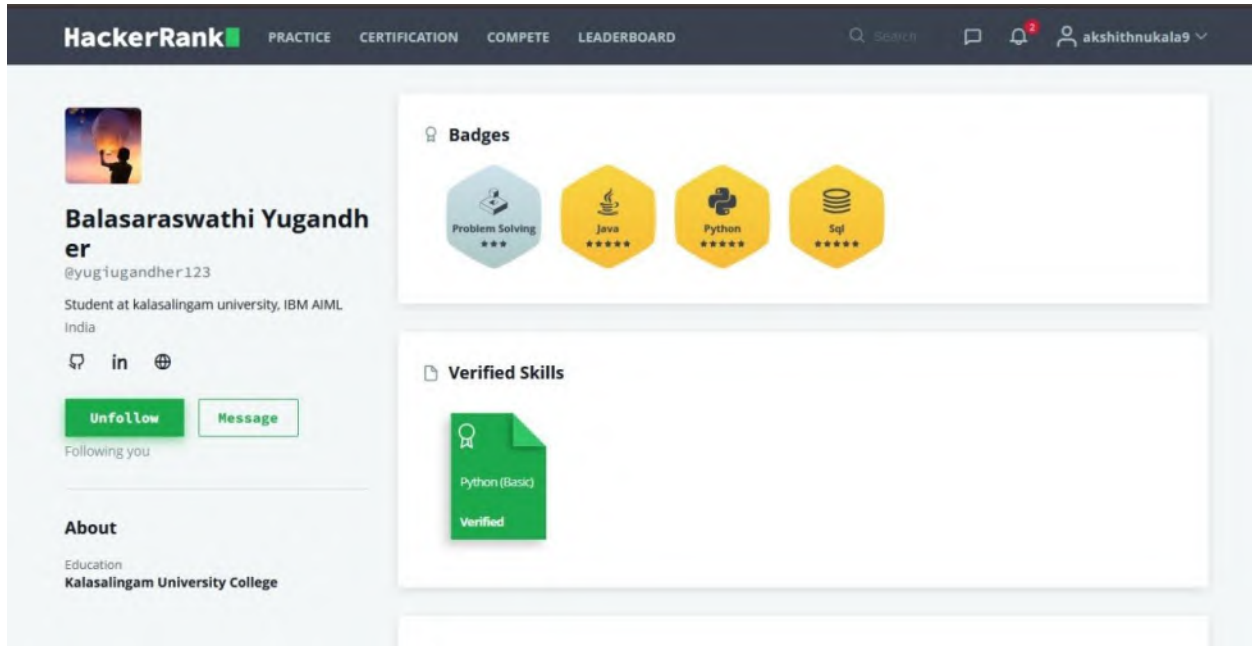 HackerRank PRACTICE CERTIFICATION COMPETE LEADERBOARD Search 2 akshithnukala9
Balasaraswathi Yugandh
er
@yugiugandher123
Student at kalasalingam university, IBM AIML
India
in
Unfollow Message
Following you
About
Education
Kalasalingam University College
Badges
Problem Solving Java Python Sql
Verified Skills
Python (Basic)
Verified